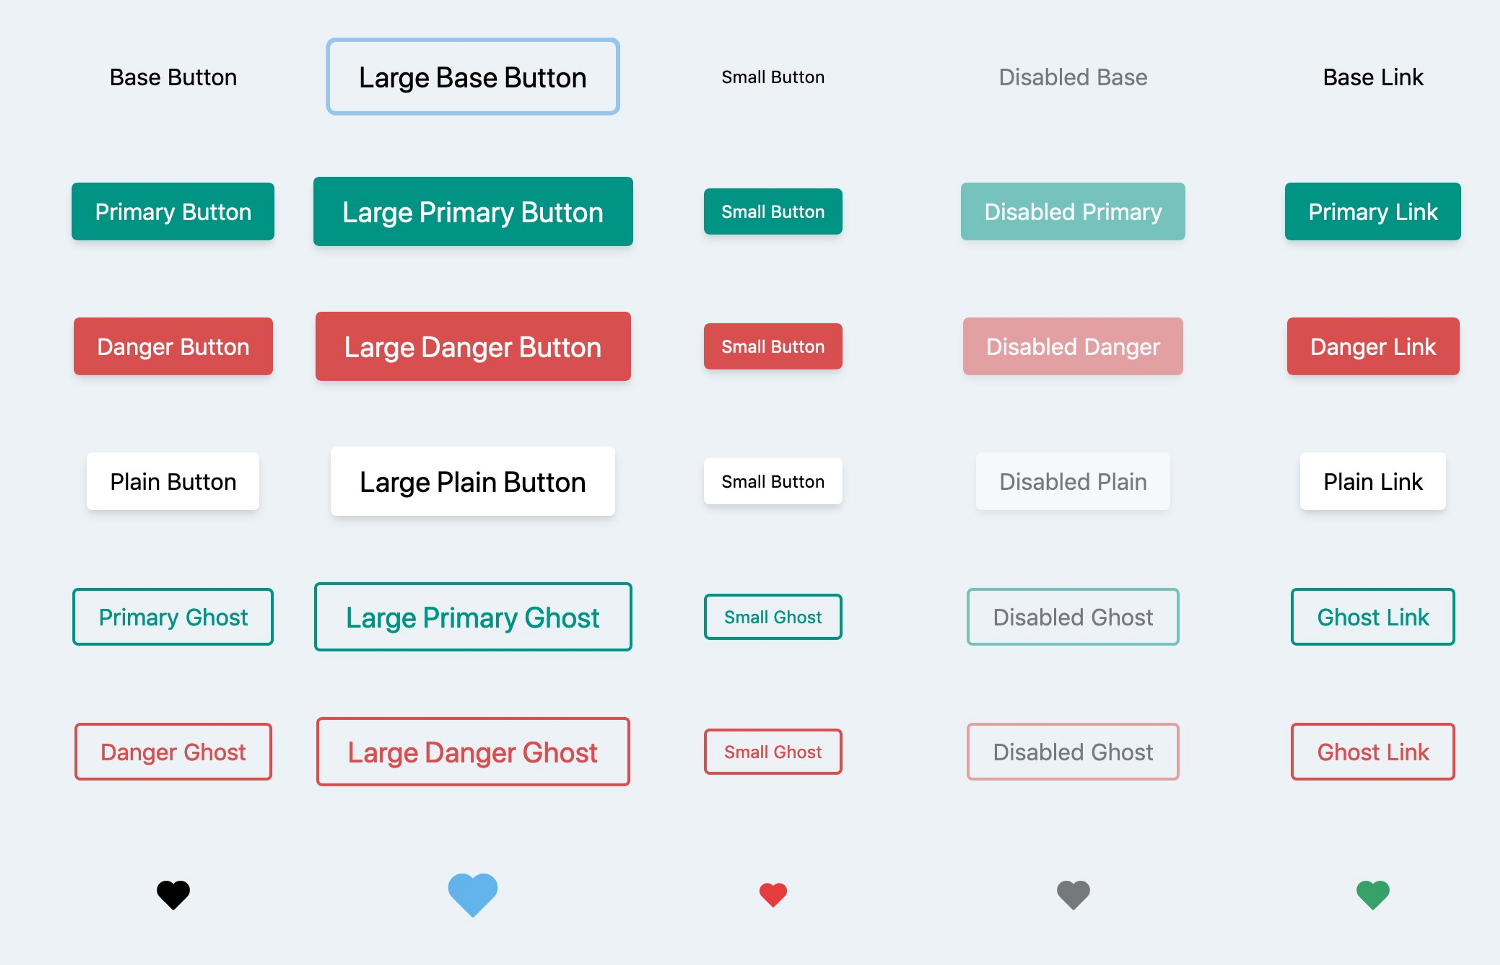 Base Button
Large Base Button
Small Button
Disabled Base
Base Link
Primary Button
Large Primary Button
Small Button
Disabled Primary
Primary Link
Danger Button
Large Danger Button
Small Button
Disabled Danger
Danger Link
Plain Button
Large Plain Button
Small Button
Disabled Plain
Plain Link
Primary Ghost
Large Primary Ghost
Small Ghost
Disabled Ghost
Ghost Link
Danger Ghost
Large Danger Ghost
Small Ghost
Disabled Ghost
Ghost Link